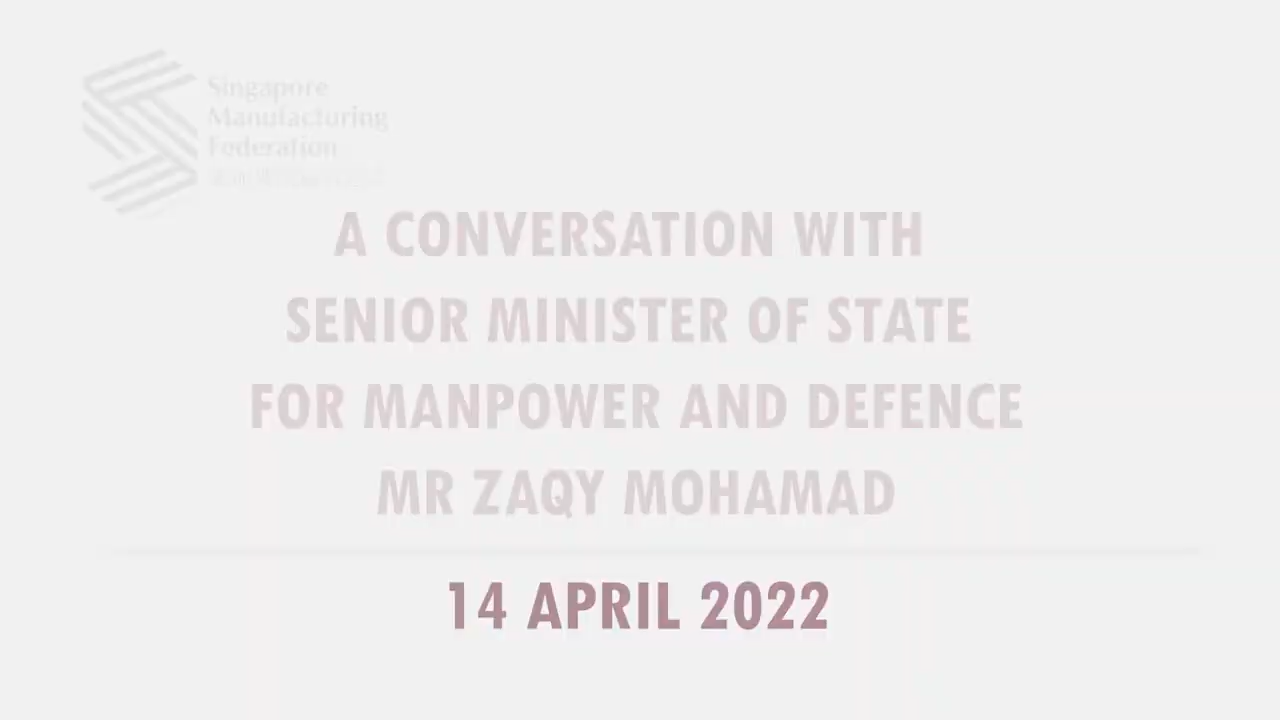 Singapore
Manufacturing
Federation
A CONVERSATION WITH
SENIOR MINISTER OF STATE
FOR MANPOWER AND DEFENCE
MR ZAQY MOHAMAD
14 APRIL 2022